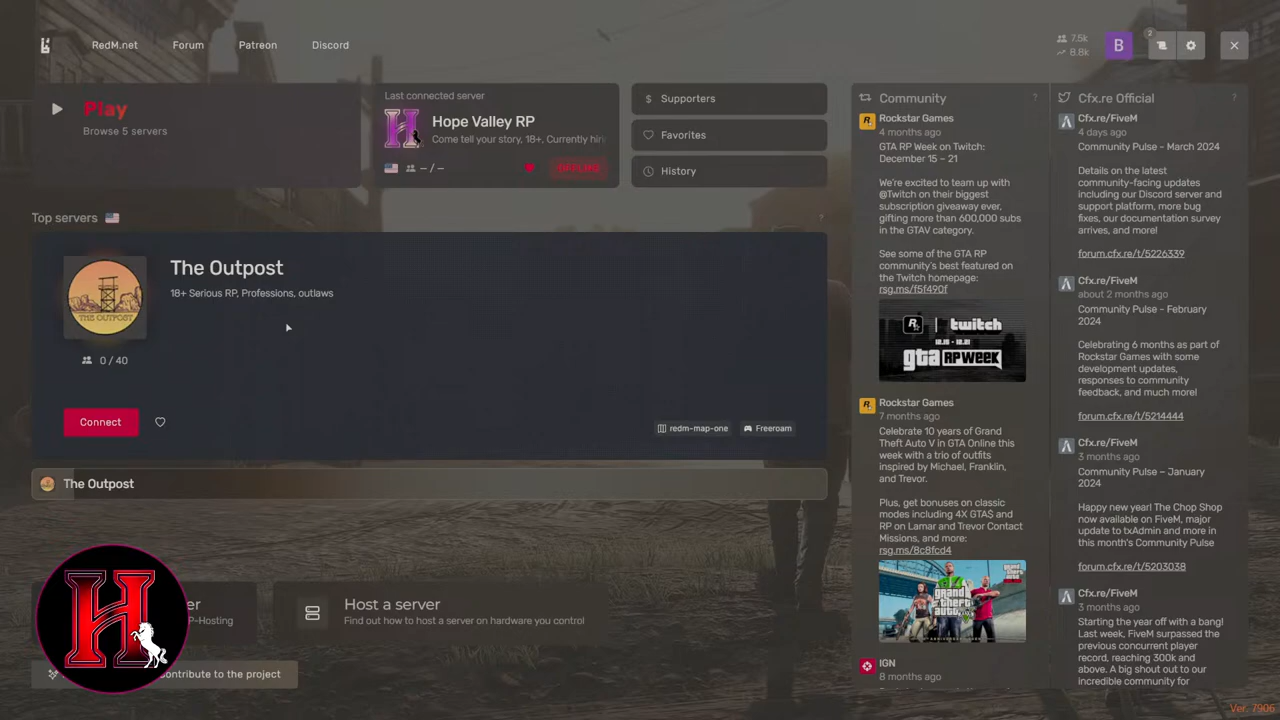 RedM.net Forum Patreon Discord
7.5k
8.8k
B
2
Play
Browse 5 servers
Last connected server
Hope Valley RP
Come tell your story, 18+, Currently hirin
– / –
$ Supporters
Favorites
History
Top servers
?
The Outpost
18+ Serious RP, Professions, outlaws
THE OUTPOST
0 / 40
Connect
redm-map-one
Freeroam
The Outpost
er
P-Hosting
Host a server
Find out how to host a server on hardware you control
ontribute to the project
H
Community ?
Rockstar Games
4 months ago
GTA RP Week on Twitch:
December 15 – 21
We're excited to team up with
@Twitch on their biggest
subscription giveaway ever,
gifting more than 600,000 subs
in the GTAV category.
See some of the GTA RP
community's best featured on
the Twitch homepage:
rsg.ms/f5f490f
R twitch
12.15 - 12.21
gta RP WEEK
Rockstar Games
7 months ago
Celebrate 10 years of Grand
Theft Auto V in GTA Online this
week with a trio of outfits
inspired by Michael, Franklin,
and Trevor.
Plus, get bonuses on classic
modes including 4X GTA$ and
RP on Lamar and Trevor Contact
Missions, and more:
rsg.ms/8c8fcd4
grand
theft
auto
IGN
8 months ago
Cfx.re Official ?
Cfx.re/FiveM
4 days ago
Community Pulse - March 2024
Details on the latest
community-facing updates
including our Discord server and
support platform, more bug
fixes, our documentation survey
arrives, and more!
forum.cfx.re/t/5226339
Cfx.re/FiveM
about 2 months ago
Community Pulse - February
2024
Celebrating 6 months as part of
Rockstar Games with some
development updates,
responses to community
feedback, and much more!
forum.cfx.re/t/5214444
Cfx.re/FiveM
3 months ago
Community Pulse – January
2024
Happy new year! The Chop Shop
now available on FiveM, major
update to txAdmin and more in
this month's Community Pulse
forum.cfx.re/t/5203038
Cfx.re/FiveM
3 months ago
Starting the year off with a bang!
Last week, FiveM surpassed the
previous concurrent player
record, reaching 300k and
above. A big shout out to our
incredible community for
Ver. 7906